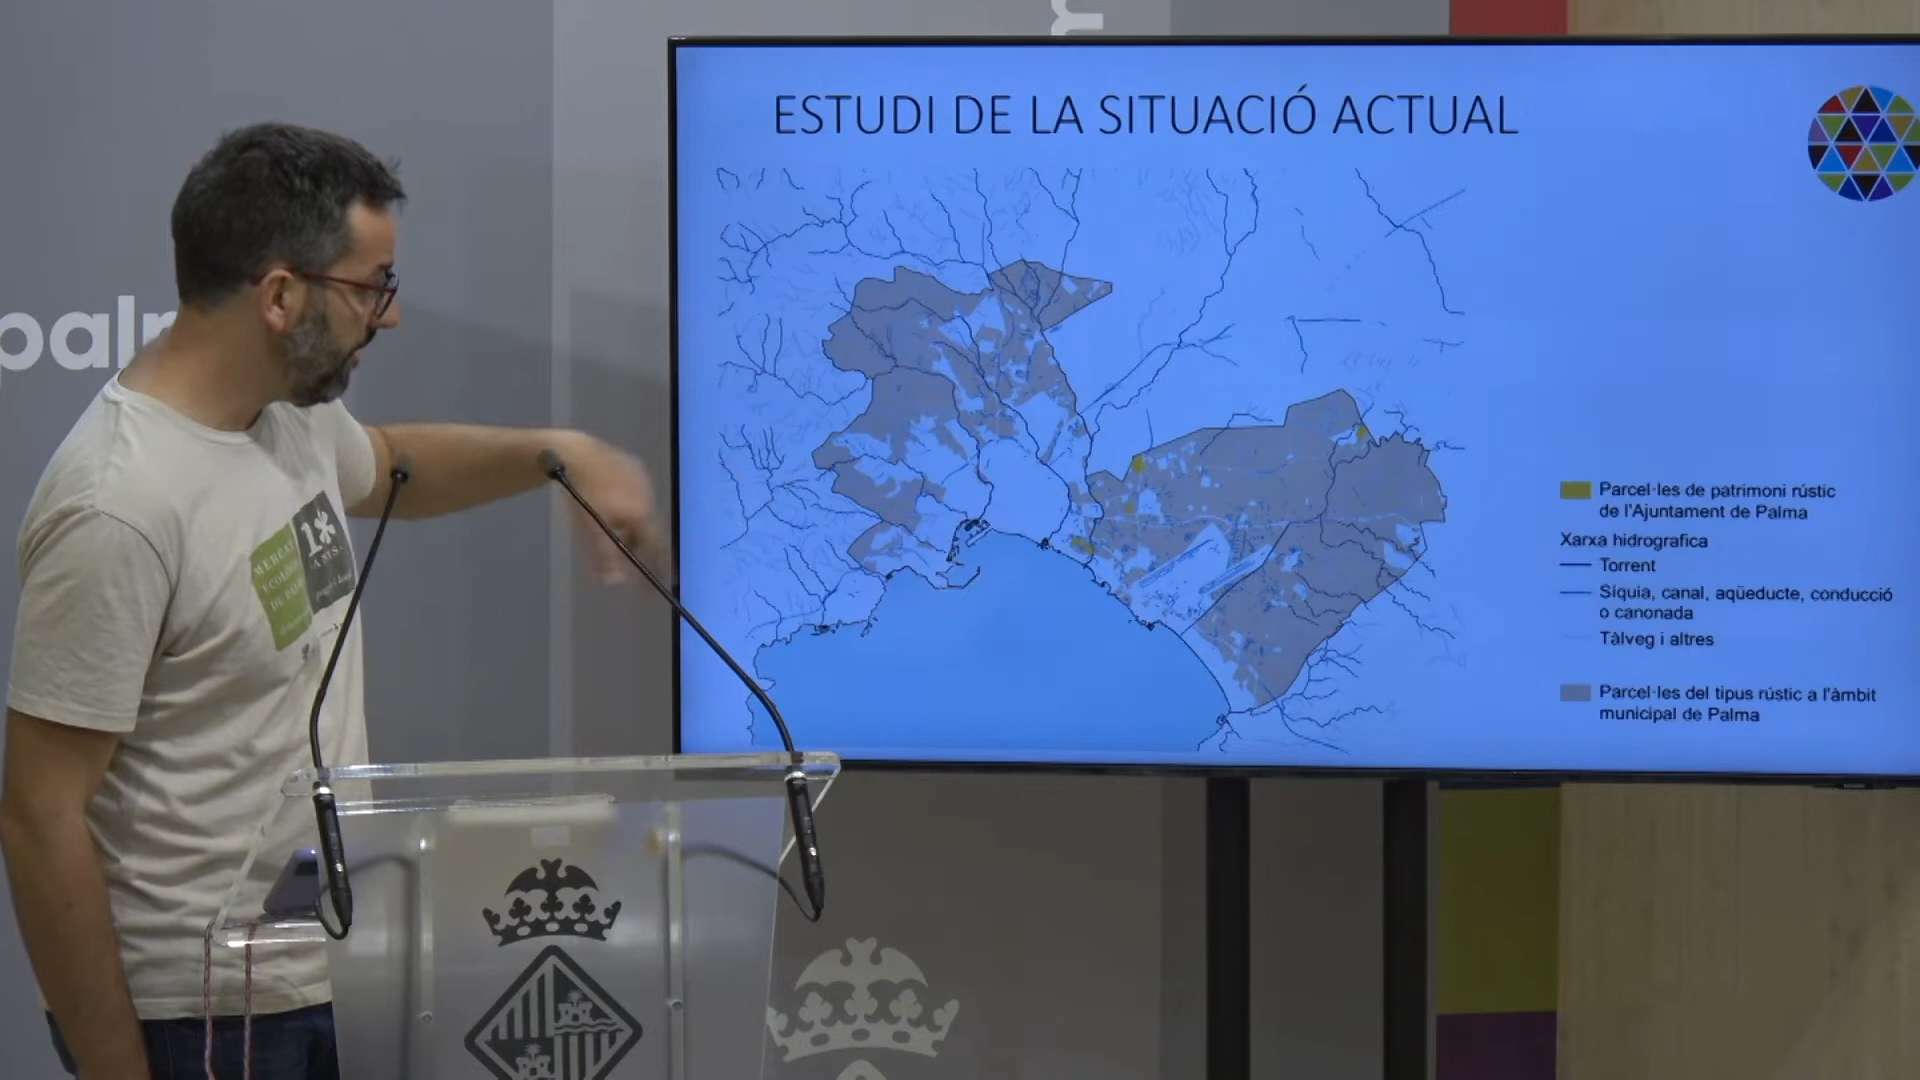 ESTUDI DE LA SITUACIÓ ACTUAL
Parcel·les de patrimoni rústic
de l'Ajuntament de Palma
Xarxa hidrografica
Torrent
Síquia, canal, aqüeducte, conducció
o canonada
Tàlveg i altres
Parcel·les del tipus rústic a l'àmbit
municipal de Palma